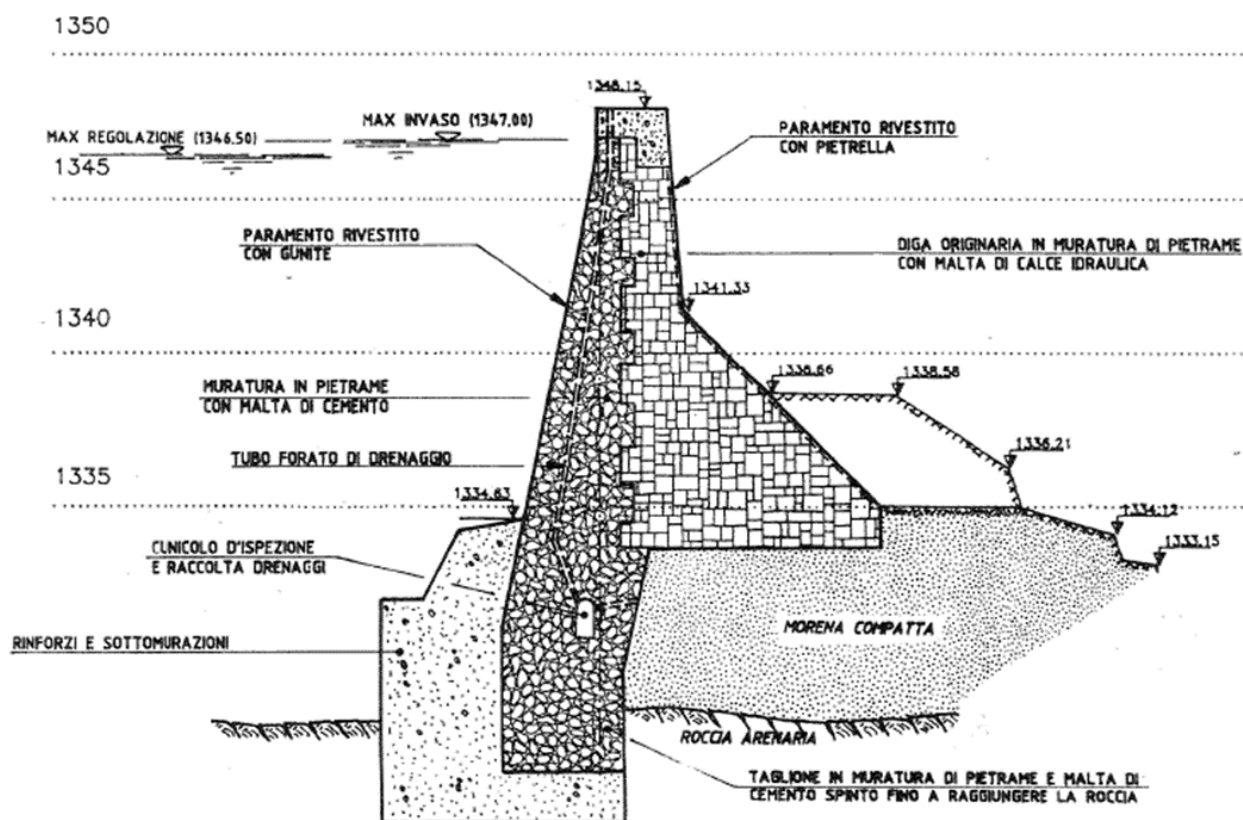 1350
1348.15
MAX INVASO (1347.00)
MAX REGOLAZIONE (1346.50)
PARAMENTO RIVESTITO
CON PIETRELLA
1345
PARAMENTO RIVESTITO
CON GUNITE
DIGA ORIGINARIA IN MURATURA DI PIETRAME
CON MALTA DI CALCE IDRAULICA
1341.33
1340
1338.66
1338.58
MURATURA IN PIETRAME
CON MALTA DI CEMENTO
TUBO FORATO DI DRENAGGIO
1336.21
1335
1334.63
1334.12
1333.15
CUNICOLO D'ISPEZIONE
E RACCOLTA DRENAGGI
MORENA COMPATTA
RINFORZI E SOTTOMURAZIONI
ROCCIA ARENARIA
TAGLIONE IN MURATURA DI PIETRAME E MALTA DI
CEMENTO SPINTO FINO A RAGGIUNGERE LA ROCCIA